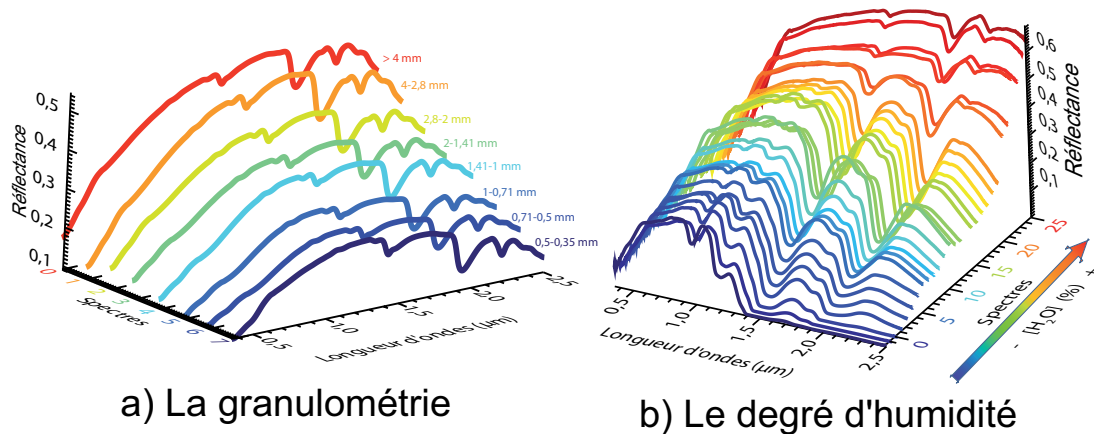 Réflectance
0,5
0,4
0,3
0,2
0,1
0
1
2
3
4
5
6
7
Spectres
0.5
1.0
1.5
2.0
2.5
Longueur d'ondes (µm)
> 4 mm
4-2,8 mm
2,8-2 mm
2-1,41 mm
1,41-1 mm
1-0,71 mm
0,71-0,5 mm
0,5-0,35 mm
a) La granulométrie
0,6
0,5
0,4
0,3
0,2
0,1
Réflectance
0,5
1,0
1,5
2,0
2,5
Longueur d'ondes (µm)
0
5
10
15
20
25
Spectres
- [H₂O] (%) +
b) Le degré d'humidité